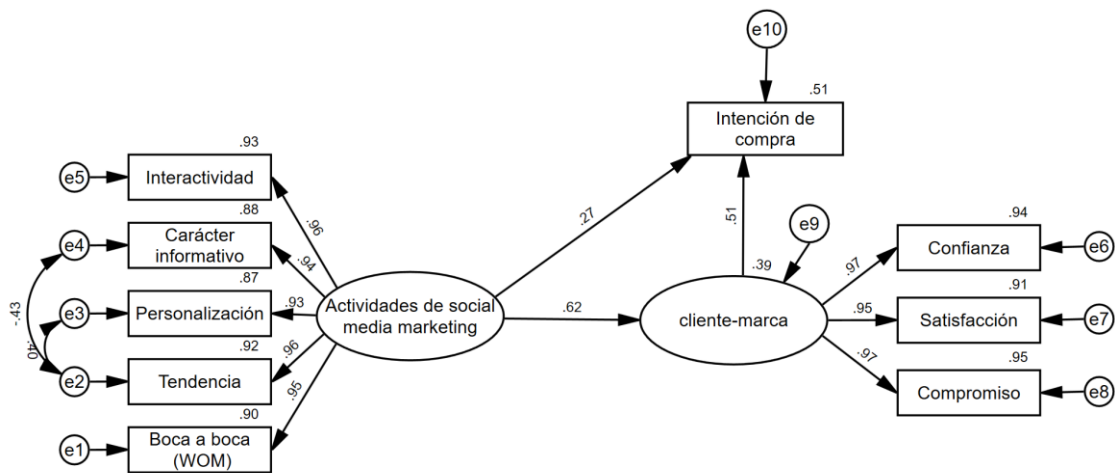 e10
.51
Intención de
compra
.93
e5
Interactividad
.96
.27
.51
e9
.88
e4
Carácter
informativo
.94
.39
.94
Confianza
e6
.97
.87
e3
Personalización
.93
Actividades de social
media marketing
.62
cliente-marca
.95
.91
Satisfacción
e7
-.43
.40
.92
e2
Tendencia
.96
.97
.95
Compromiso
e8
.95
.90
e1
Boca a boca
(WOM)